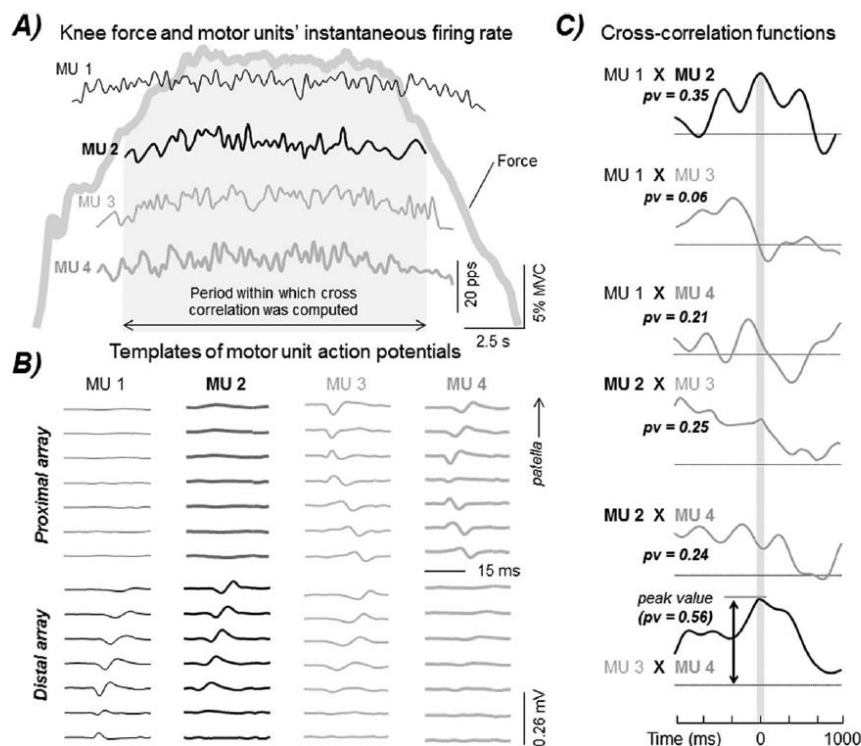 A) Knee force and motor units' instantaneous firing rate
MU 1
MU 2
MU 3
MU 4
Force
Period within which cross
correlation was computed
20 pps
5% MVC
2.5 s
B) Templates of motor unit action potentials
MU 1 MU 2 MU 3 MU 4
Proximal array
patella
15 ms
Distal array
0.26 mV
C) Cross-correlation functions
MU 1 X MU 2
pv = 0.35
MU 1 X MU 3
pv = 0.06
MU 1 X MU 4
pv = 0.21
MU 2 X MU 3
pv = 0.25
MU 2 X MU 4
pv = 0.24
peak value
(pv = 0.56)
MU 3 X MU 4
Time (ms) 0 1000